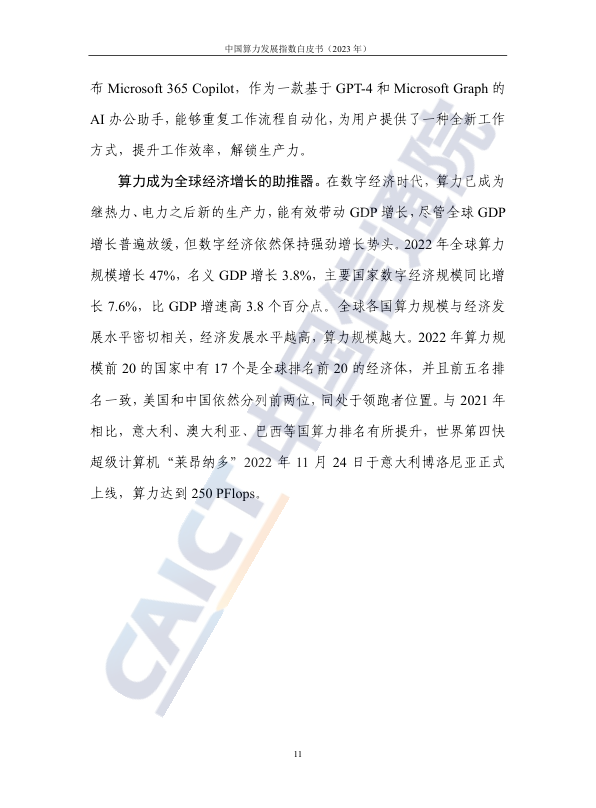 中国算力发展指数白皮书（2023 年）
布 Microsoft 365 Copilot，作为一款基于 GPT-4 和 Microsoft Graph 的
AI 办公助手，能够重复工作流程自动化，为用户提供了一种全新工作
方式，提升工作效率，解锁生产力。
算力成为全球经济增长的助推器。在数字经济时代，算力已成为
继热力、电力之后新的生产力，能有效带动 GDP 增长，尽管全球 GDP
增长普遍放缓，但数字经济依然保持强劲增长势头。2022 年全球算力
规模增长 47%，名义 GDP 增长 3.8%，主要国家数字经济规模同比增
长 7.6%，比 GDP 增速高 3.8 个百分点。全球各国算力规模与经济发
展水平密切相关，经济发展水平越高，算力规模越大。2022 年算力规
模前 20 的国家中有 17 个是全球排名前 20 的经济体，并且前五名排
名一致，美国和中国依然分列前两位，同处于领跑者位置。与 2021 年
相比，意大利、澳大利亚、巴西等国算力排名有所提升，世界第四快
超级计算机“莱昂纳多”2022 年 11 月 24 日于意大利博洛尼亚正式
上线，算力达到 250 PFlops。
CAICT 中国信通院
11